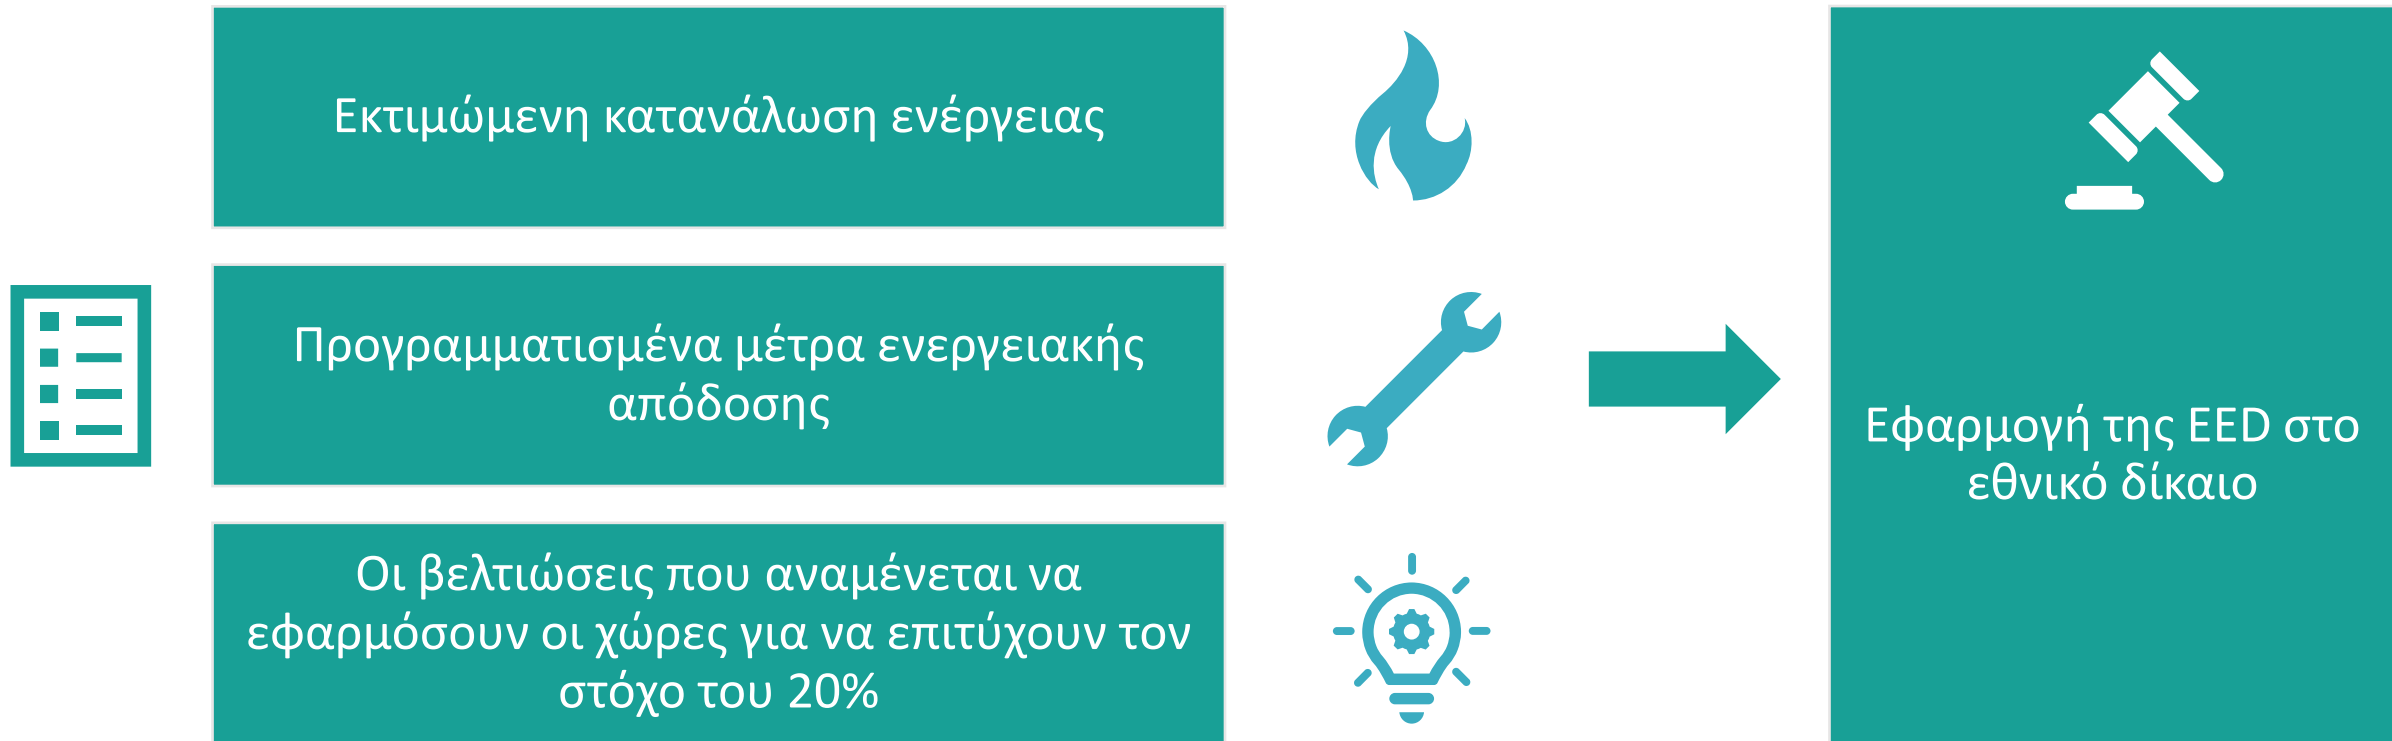 Εκτιμώμενη κατανάλωση ενέργειας
Προγραμματισμένα μέτρα ενεργειακής
απόδοσης
Οι βελτιώσεις που αναμένεται να
εφαρμόσουν οι χώρες για να επιτύχουν τον
στόχο του 20%
Εφαρμογή της EED στο
εθνικό δίκαιο